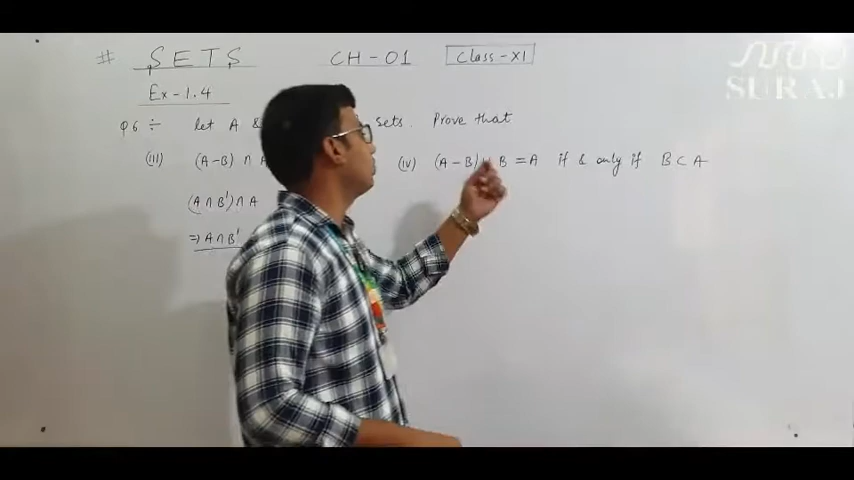 # SETS CH-01 Class-XI
SURAJ
Ex-1.4
Q6 ÷ let A & sets. Prove that
(iii) (A-B) ∩ A (iv) (A-B) B = A if & only if B ⊂ A
(A ∩ B') ∩ A
⇒ A ∩ B'